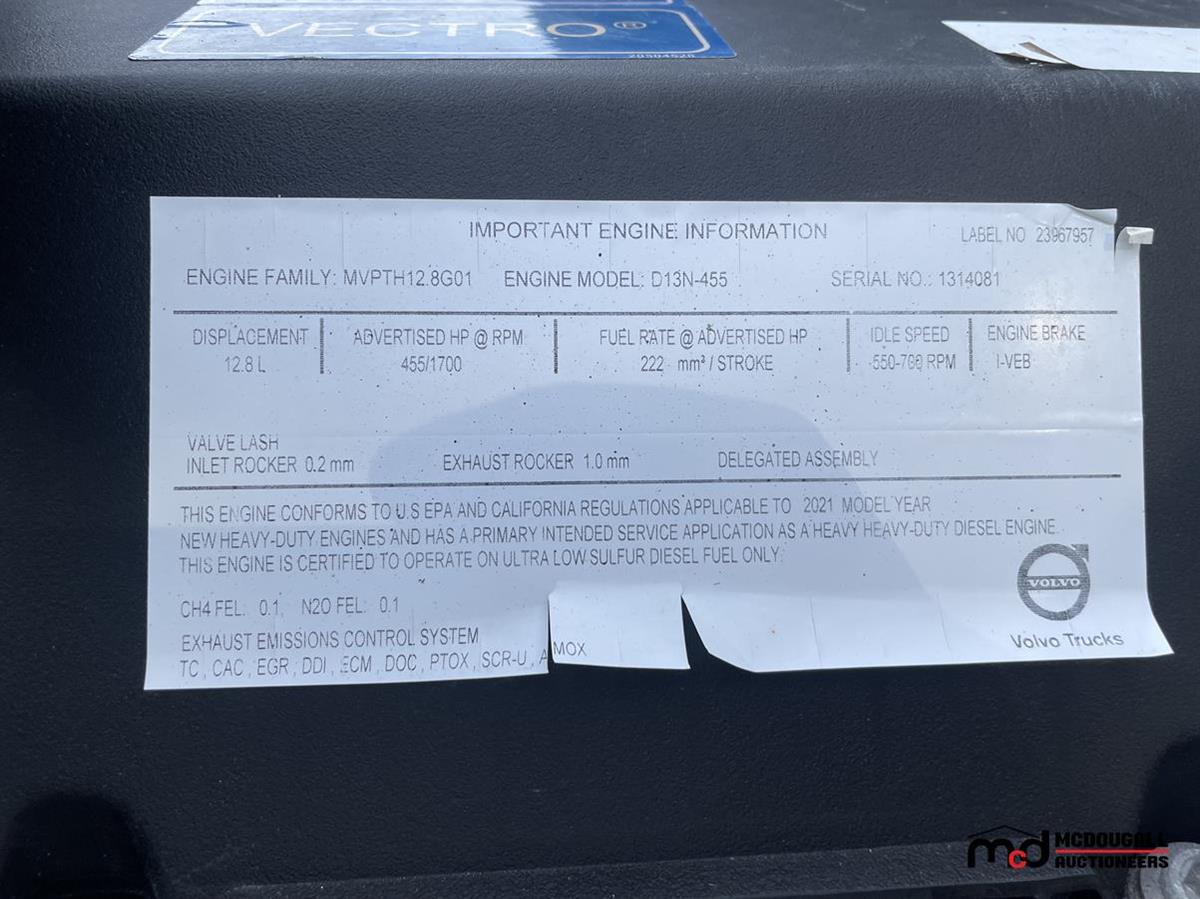 VECTRO®
20504528
IMPORTANT ENGINE INFORMATION
LABEL NO 23967957
ENGINE FAMILY: MVPTH12.8G01 ENGINE MODEL: D13N-455 SERIAL NO.: 1314081
DISPLACEMENT ADVERTISED HP @ RPM FUEL RATE @ ADVERTISED HP IDLE SPEED ENGINE BRAKE
12.8 L 455/1700 222 mm³ / STROKE 550-700 RPM I-VEB
VALVE LASH
INLET ROCKER 0.2 mm EXHAUST ROCKER 1.0 mm DELEGATED ASSEMBLY
THIS ENGINE CONFORMS TO U.S EPA AND CALIFORNIA REGULATIONS APPLICABLE TO 2021 MODEL YEAR
NEW HEAVY-DUTY ENGINES AND HAS A PRIMARY INTENDED SERVICE APPLICATION AS A HEAVY HEAVY-DUTY DIESEL ENGINE.
THIS ENGINE IS CERTIFIED TO OPERATE ON ULTRA LOW SULFUR DIESEL FUEL ONLY.
CH4 FEL: 0.1, N2O FEL: 0.1
EXHAUST EMISSIONS CONTROL SYSTEM
TC, CAC, EGR, DDI, ECM, DOC, PTOX, SCR-U, AMOX
VOLVO
Volvo Trucks
mcd MCDOUGALL
AUCTIONEERS